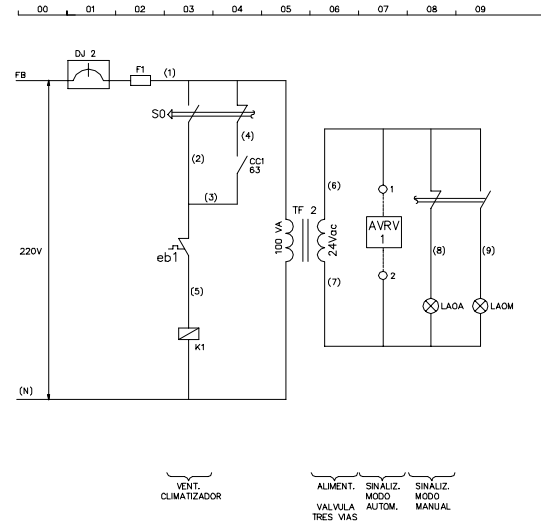 00 01 02 03 04 05 06 07 08 09
DJ 2
F1
(1)
FB
S0
(4)
(2)
CC1
63
(3)
(6)
1
TF 2
AVRV
1
100 VA
24Vac
220V
eb1
(8)
(9)
(7)
2
(5)
LAOA
LAOM
K1
(N)
VENT.
CLIMATIZADOR
ALIMENT.
VALVULA
TRES VIAS
SINALIZ.
MODO
AUTOM.
SINALIZ.
MODO
MANUAL